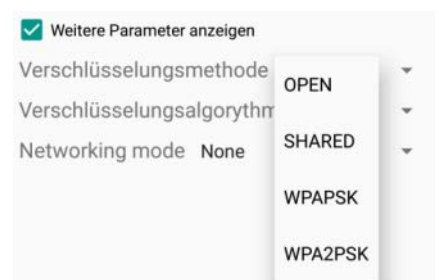 Weitere Parameter anzeigen
Verschlüsselungsmethode
OPEN
Verschlüsselungsalgorythm
SHARED
Networking mode None
WPAPSK
WPA2PSK